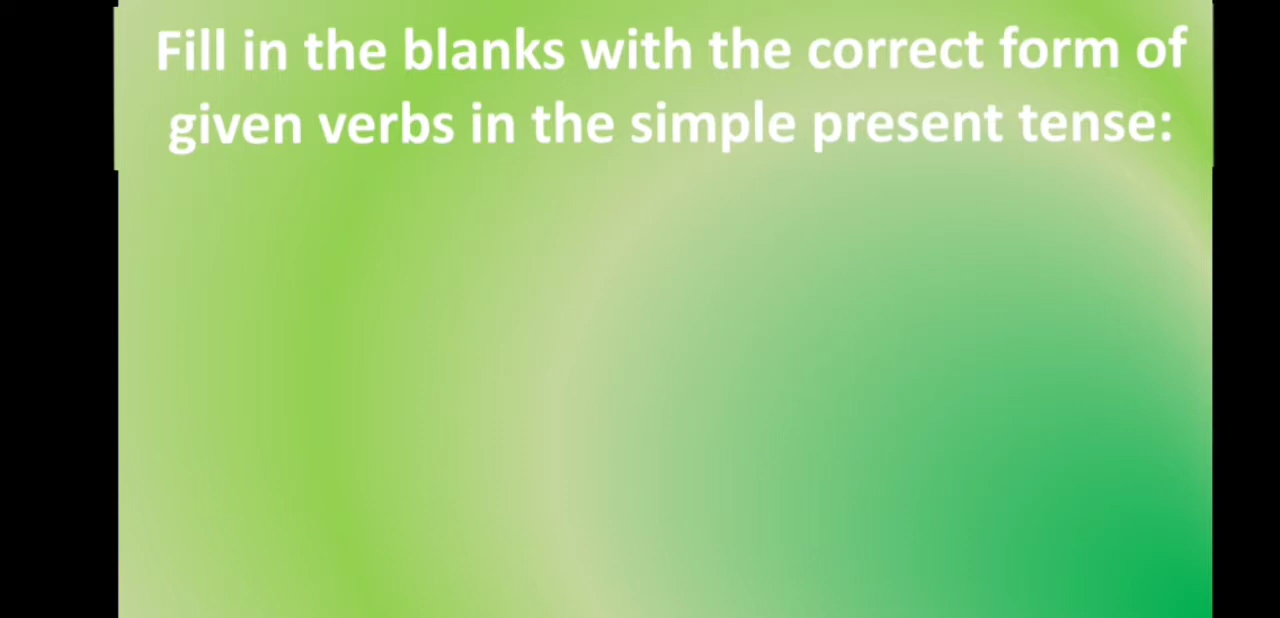 Fill in the blanks with the correct form of
given verbs in the simple present tense: